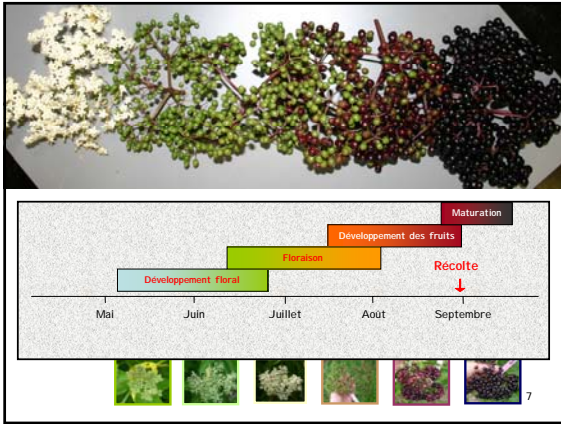 Maturation
Développement des fruits
Floraison
Récolte
Développement floral
Mai Juin Juillet Août Septembre
7